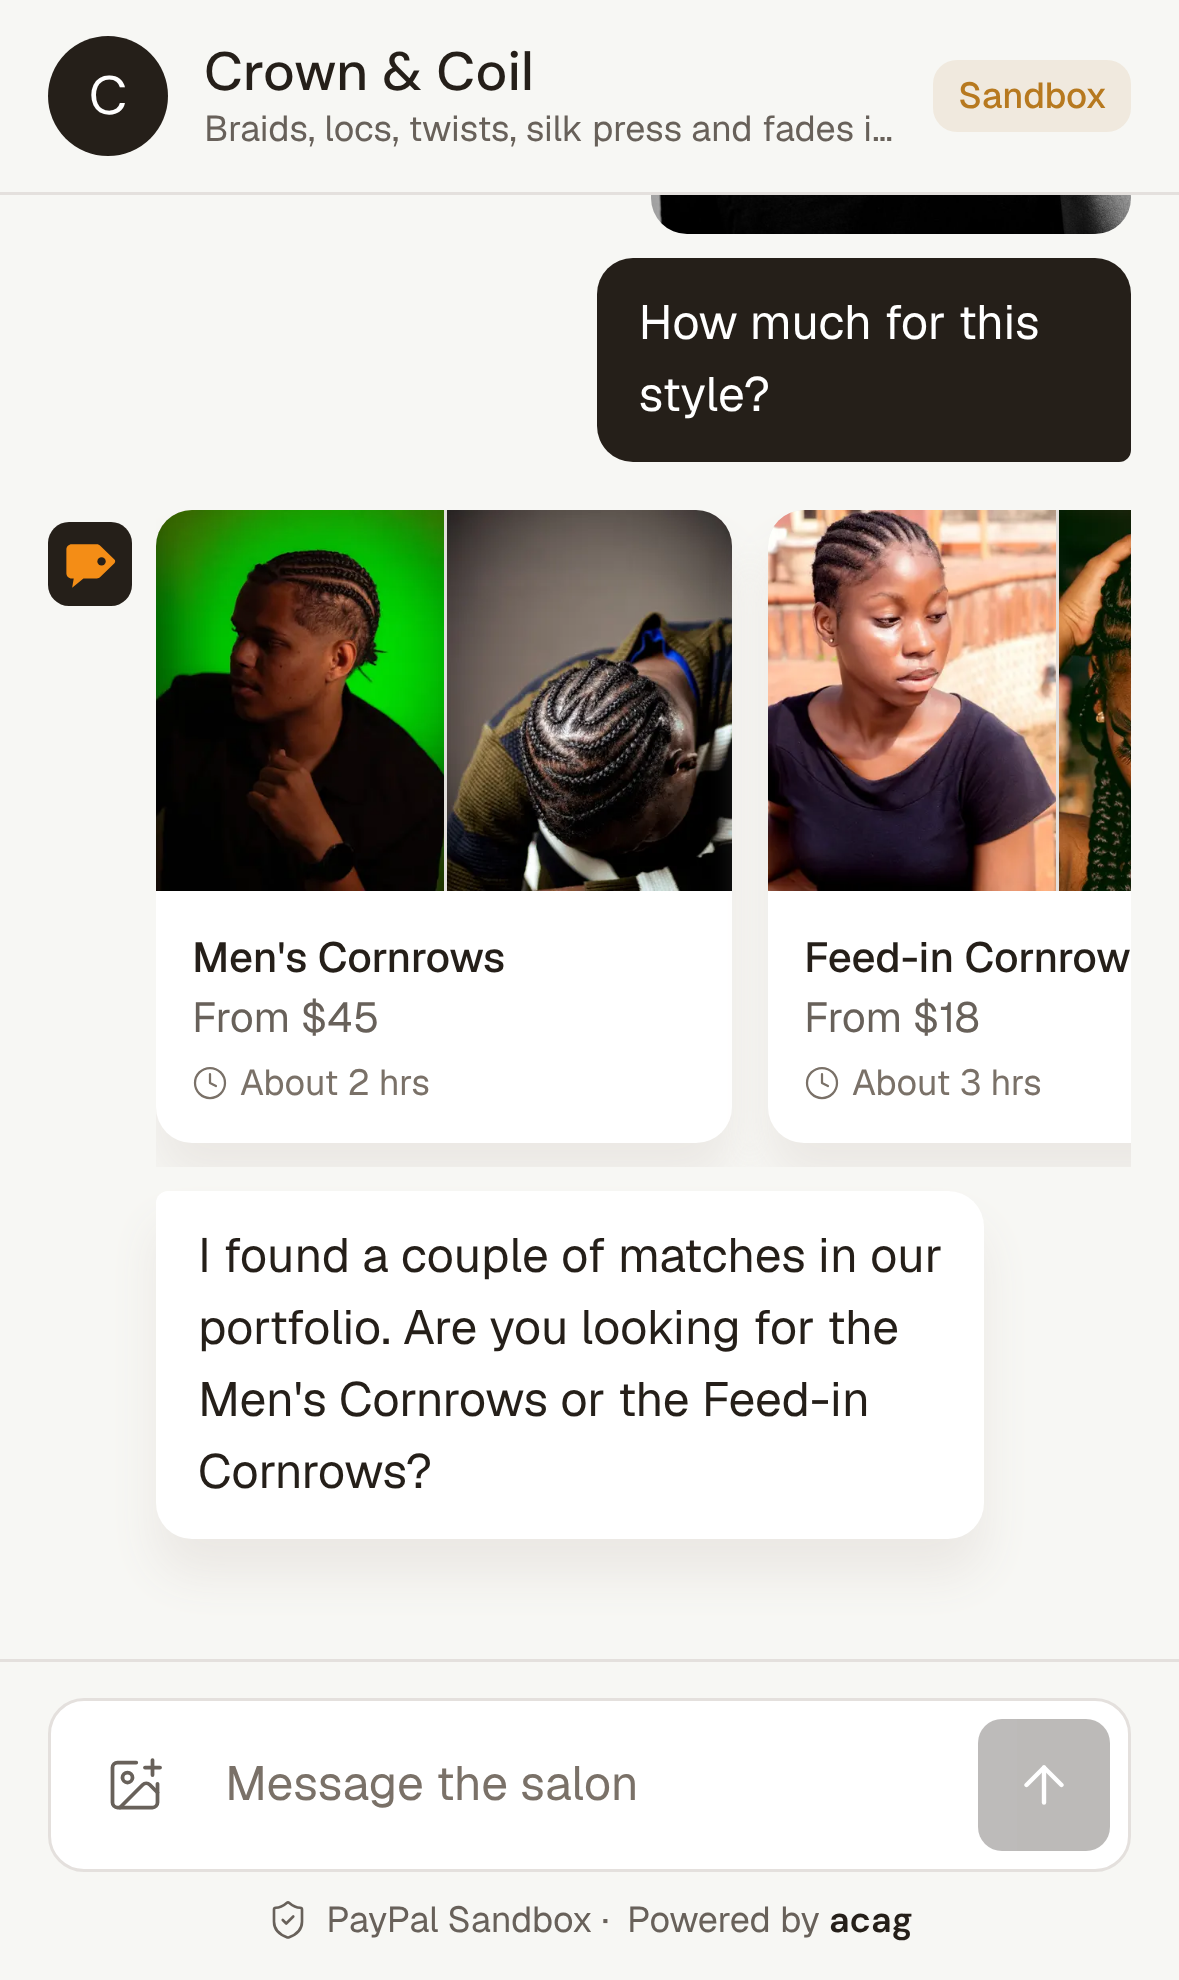 C
Crown & Coil
Braids, locs, twists, silk press and fades i...
Sandbox
How much for this
style?
Men's Cornrows
From $45
About 2 hrs
Feed-in Cornrow
From $18
About 3 hrs
I found a couple of matches in our
portfolio. Are you looking for the
Men's Cornrows or the Feed-in
Cornrows?
Message the salon
PayPal Sandbox · Powered by acag